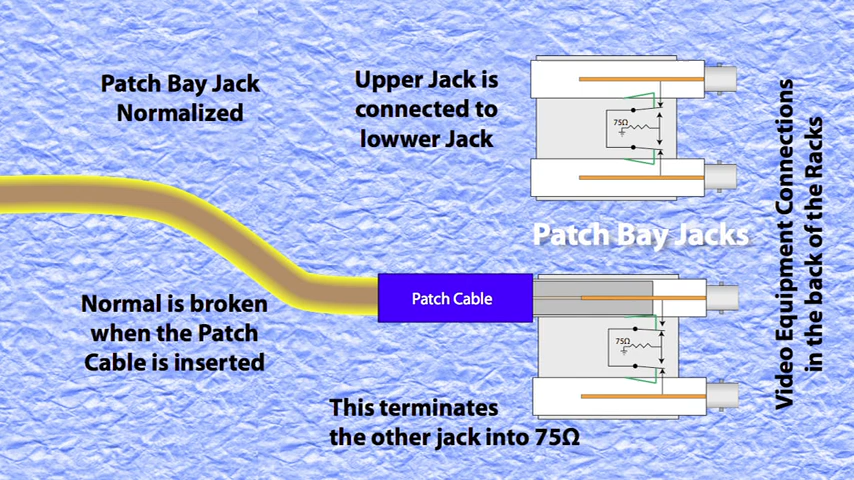 Patch Bay Jack
Normalized
Upper Jack is
connected to
lowwer Jack
75Ω
Patch Bay Jacks
Patch Cable
Normal is broken
when the Patch
Cable is inserted
75Ω
This terminates
the other jack into 75Ω
Video Equipment Connections
in the back of the Racks